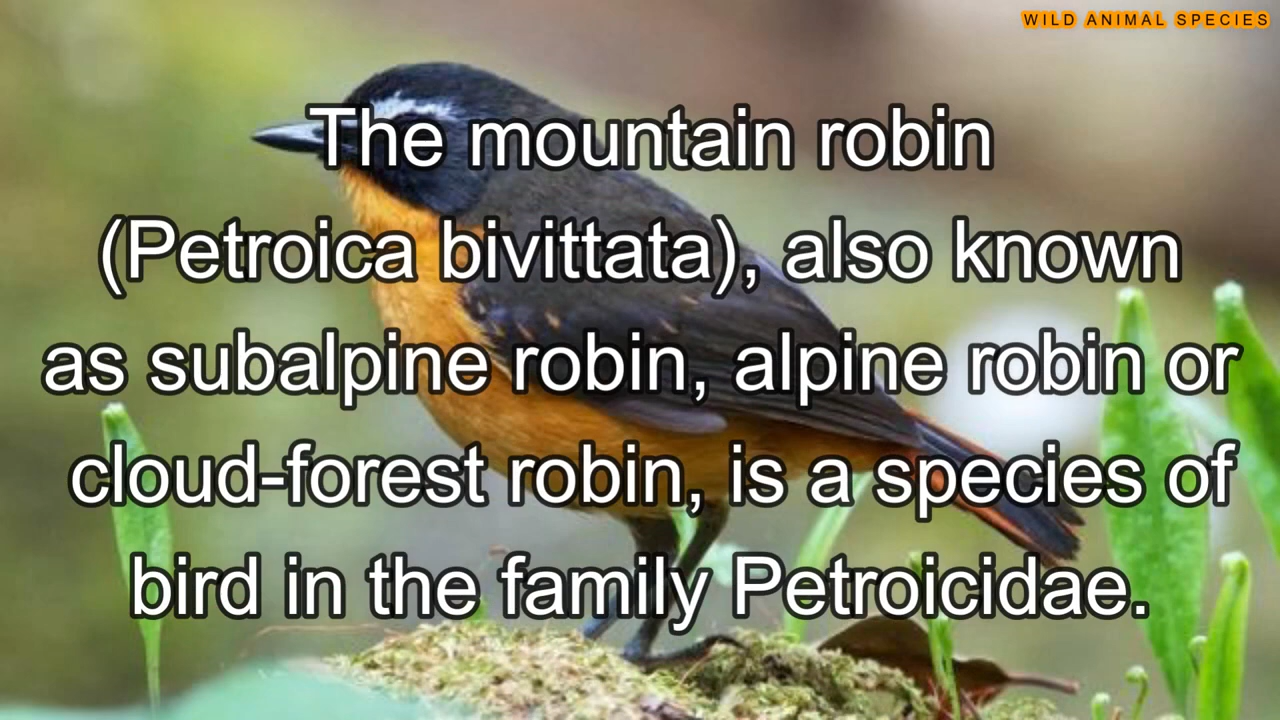 WILD ANIMAL SPECIES
The mountain robin
(Petroica bivittata), also known
as subalpine robin, alpine robin or
cloud-forest robin, is a species of
bird in the family Petroicidae.